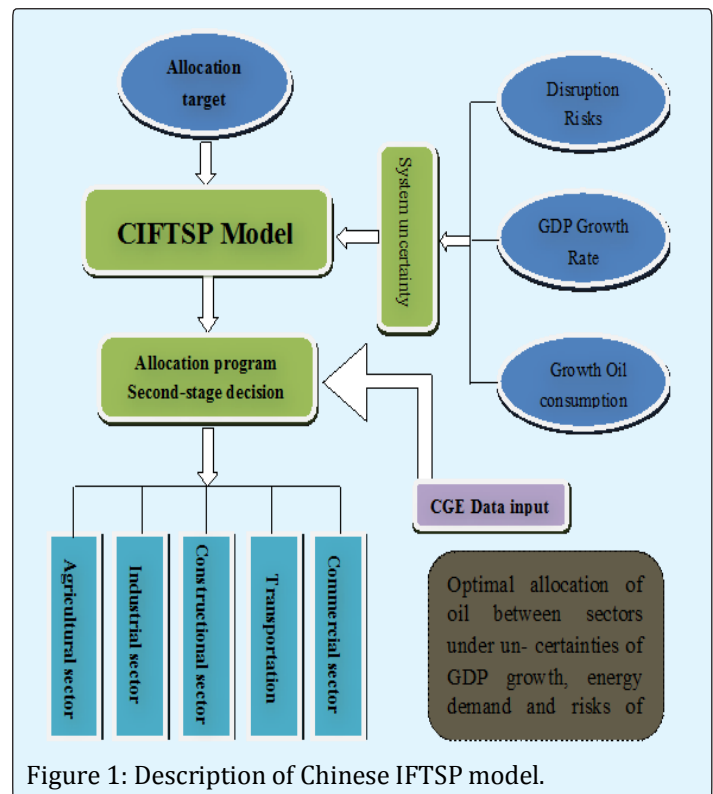 Allocation
target
Disruption
Risks
System uncertainty
CIFTSP Model
GDP Growth
Rate
Allocation program
Second-stage decision
Growth Oil
consumption
CGE Data input
Agricultural sector
Industrial sector
Constructional sector
Transportation
Commercial sector
Optimal allocation of
oil between sectors
under un- certainties of
GDP growth, energy
demand and risks of
Figure 1: Description of Chinese IFTSP model.